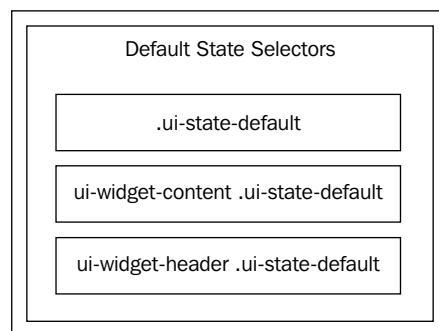 Default State Selectors
.ui-state-default
ui-widget-content .ui-state-default
ui-widget-header .ui-state-default